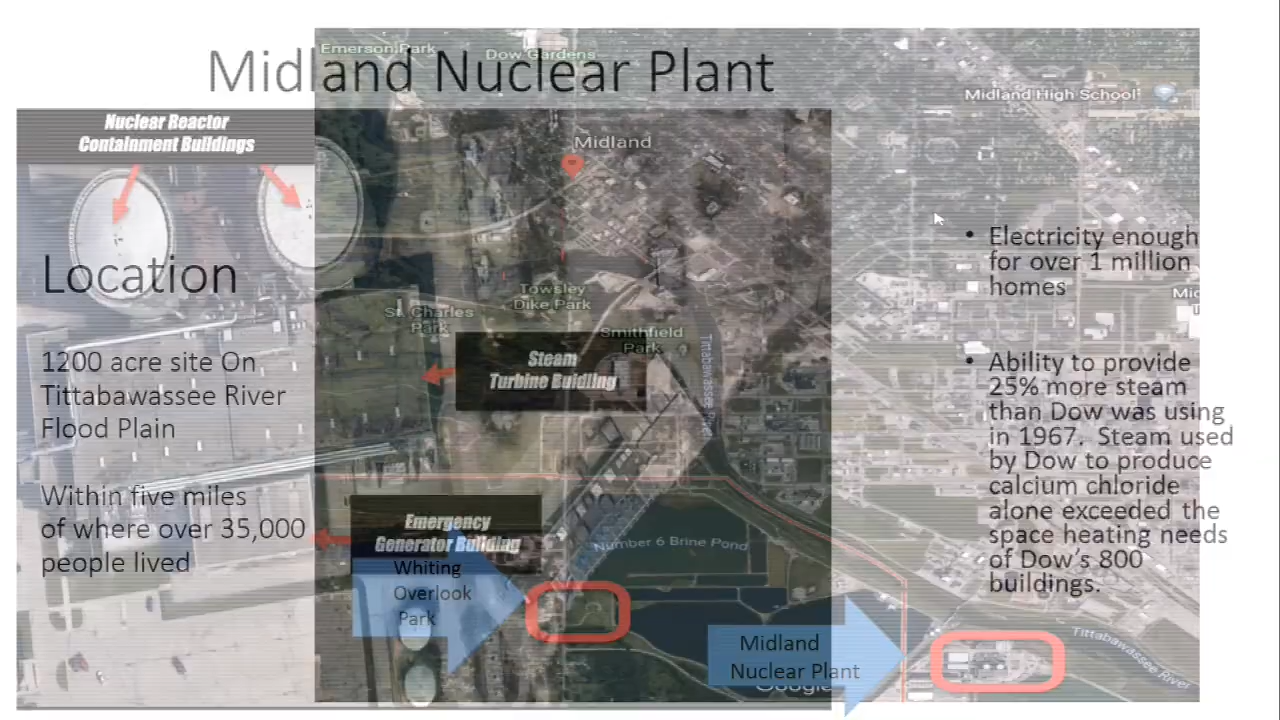 Midland Nuclear Plant
Emerson Park
Dow Gardens
Midland High School
Nuclear Reactor
Containment Buildings
Midland
Location
• Electricity enough
for over 1 million
homes
Towsley
Dike Park
St. Charles
Park
Smithfield
Park
Tittabawassee River
Steam
Turbine Building
1200 acre site On
Tittabawassee River
Flood Plain
• Ability to provide
25% more steam
than Dow was using
in 1967. Steam used
by Dow to produce
calcium chloride
alone exceeded the
space heating needs
of Dow's 800
buildings.
Within five miles
of where over 35,000
people lived
Emergency
Generator Building
Number 6 Brine Pond
Whiting
Overlook
Park
Midland
Nuclear Plant
Google
Tittabawassee River